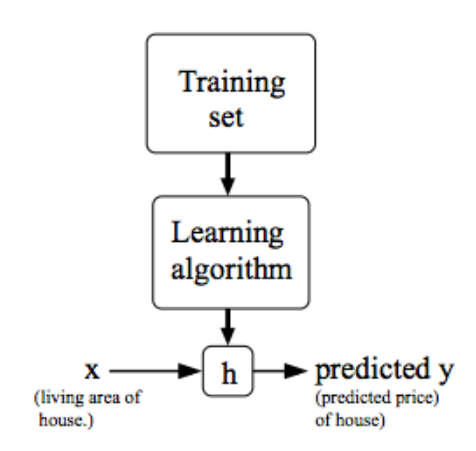 Training
set
Learning
algorithm
x
h
predicted y
(living area of
house.)
(predicted price)
of house)